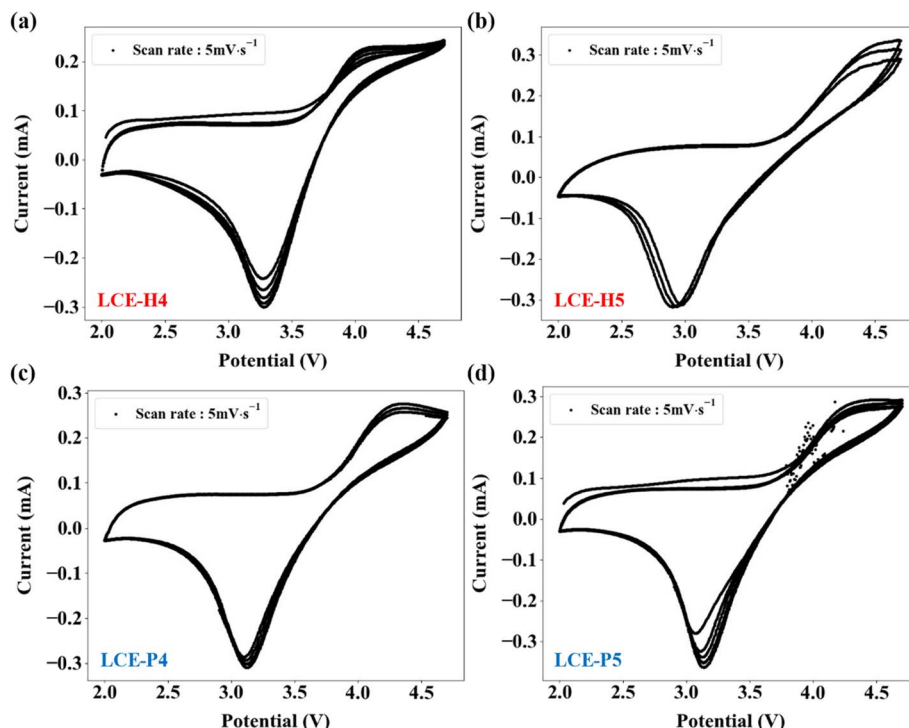 (a)
Scan rate : 5mV·s⁻¹
0.2
0.1
0.0
−0.1
−0.2
−0.3
Current (mA)
LCE-H4
2.0 2.5 3.0 3.5 4.0 4.5
Potential (V)
(b)
Scan rate : 5mV·s⁻¹
0.3
0.2
0.1
0.0
−0.1
−0.2
−0.3
Current (mA)
LCE-H5
2.0 2.5 3.0 3.5 4.0 4.5
Potential (V)
(c)
Scan rate : 5mV·s⁻¹
0.3
0.2
0.1
0.0
−0.1
−0.2
−0.3
Current (mA)
LCE-P4
2.0 2.5 3.0 3.5 4.0 4.5
Potential (V)
(d)
Scan rate : 5mV·s⁻¹
0.3
0.2
0.1
0.0
−0.1
−0.2
−0.3
Current (mA)
LCE-P5
2.0 2.5 3.0 3.5 4.0 4.5
Potential (V)